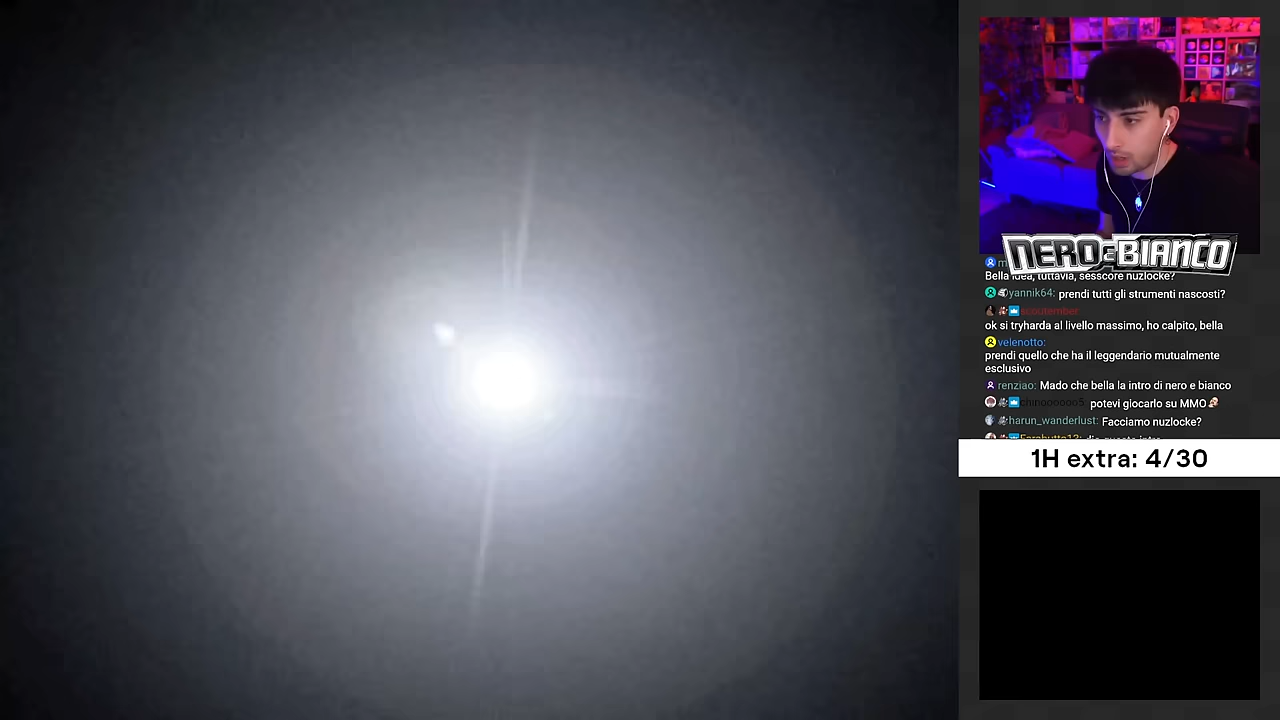 NERO E BIANCO
Bella idea, tuttavia, sesscore nuzlocke?
yannik64: prendi tutti gli strumenti nascosti?
scoutember:
ok si tryharda al livello massimo, ho calpito, bella
velenotto:
prendi quello che ha il leggendario mutualmente
esclusivo
renziao: Mado che bella la intro di nero e bianco
potevi giocarlo su MMO
harun_wanderlust: Facciamo nuzlocke?
1H extra: 4/30